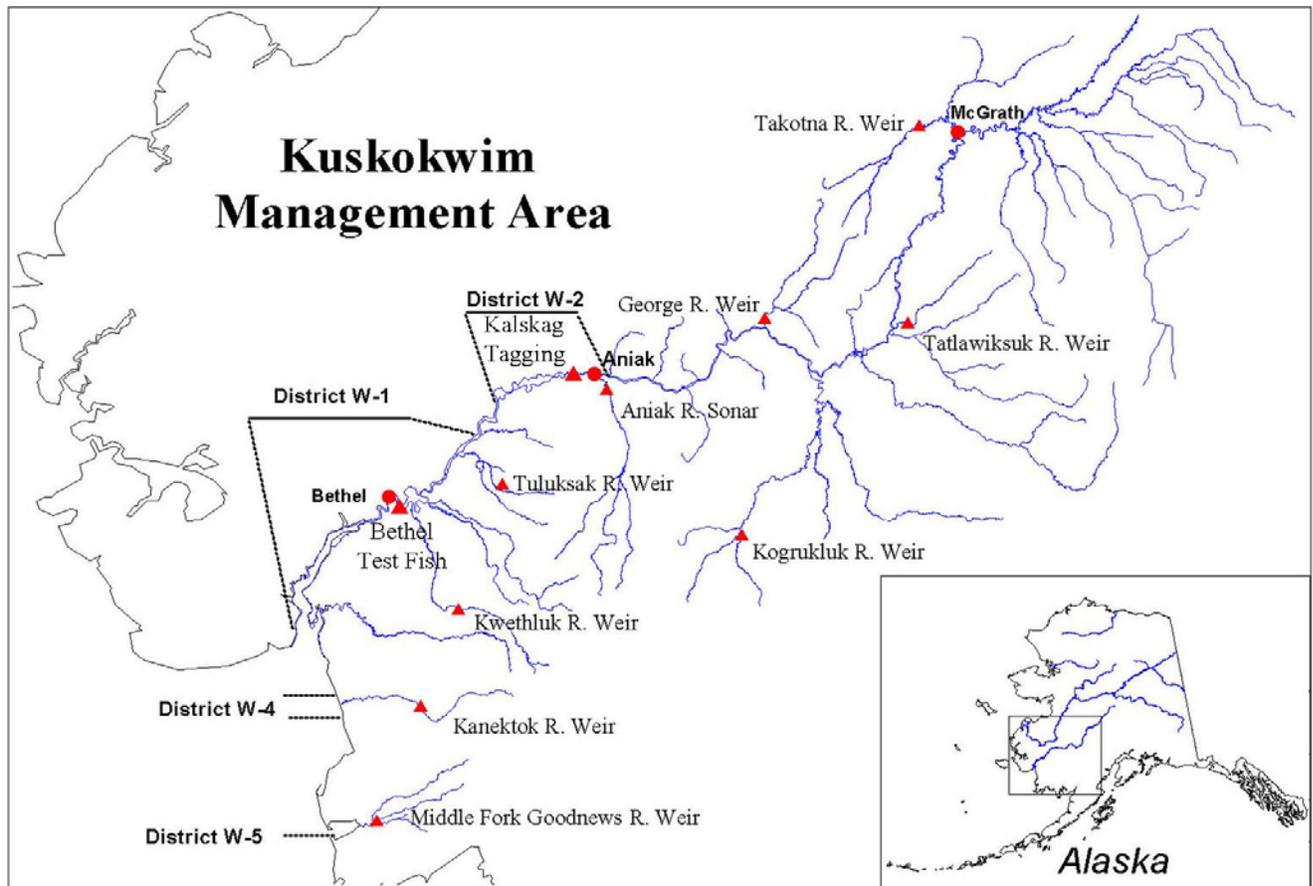 Kuskokwim
Management Area
Takotna R. Weir
McGrath
District W-2
Kalskag
Tagging
George R. Weir
Tatlawiksuk R. Weir
Aniak
Aniak R. Sonar
District W-1
Tuluksak R. Weir
Bethel
Bethel
Test Fish
Kogrukluk R. Weir
Kwethluk R. Weir
District W-4
Kanektok R. Weir
Middle Fork Goodnews R. Weir
District W-5
Alaska